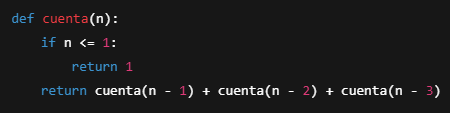 def cuenta(n):
    if n <= 1:
        return 1
    return cuenta(n - 1) + cuenta(n - 2) + cuenta(n - 3)